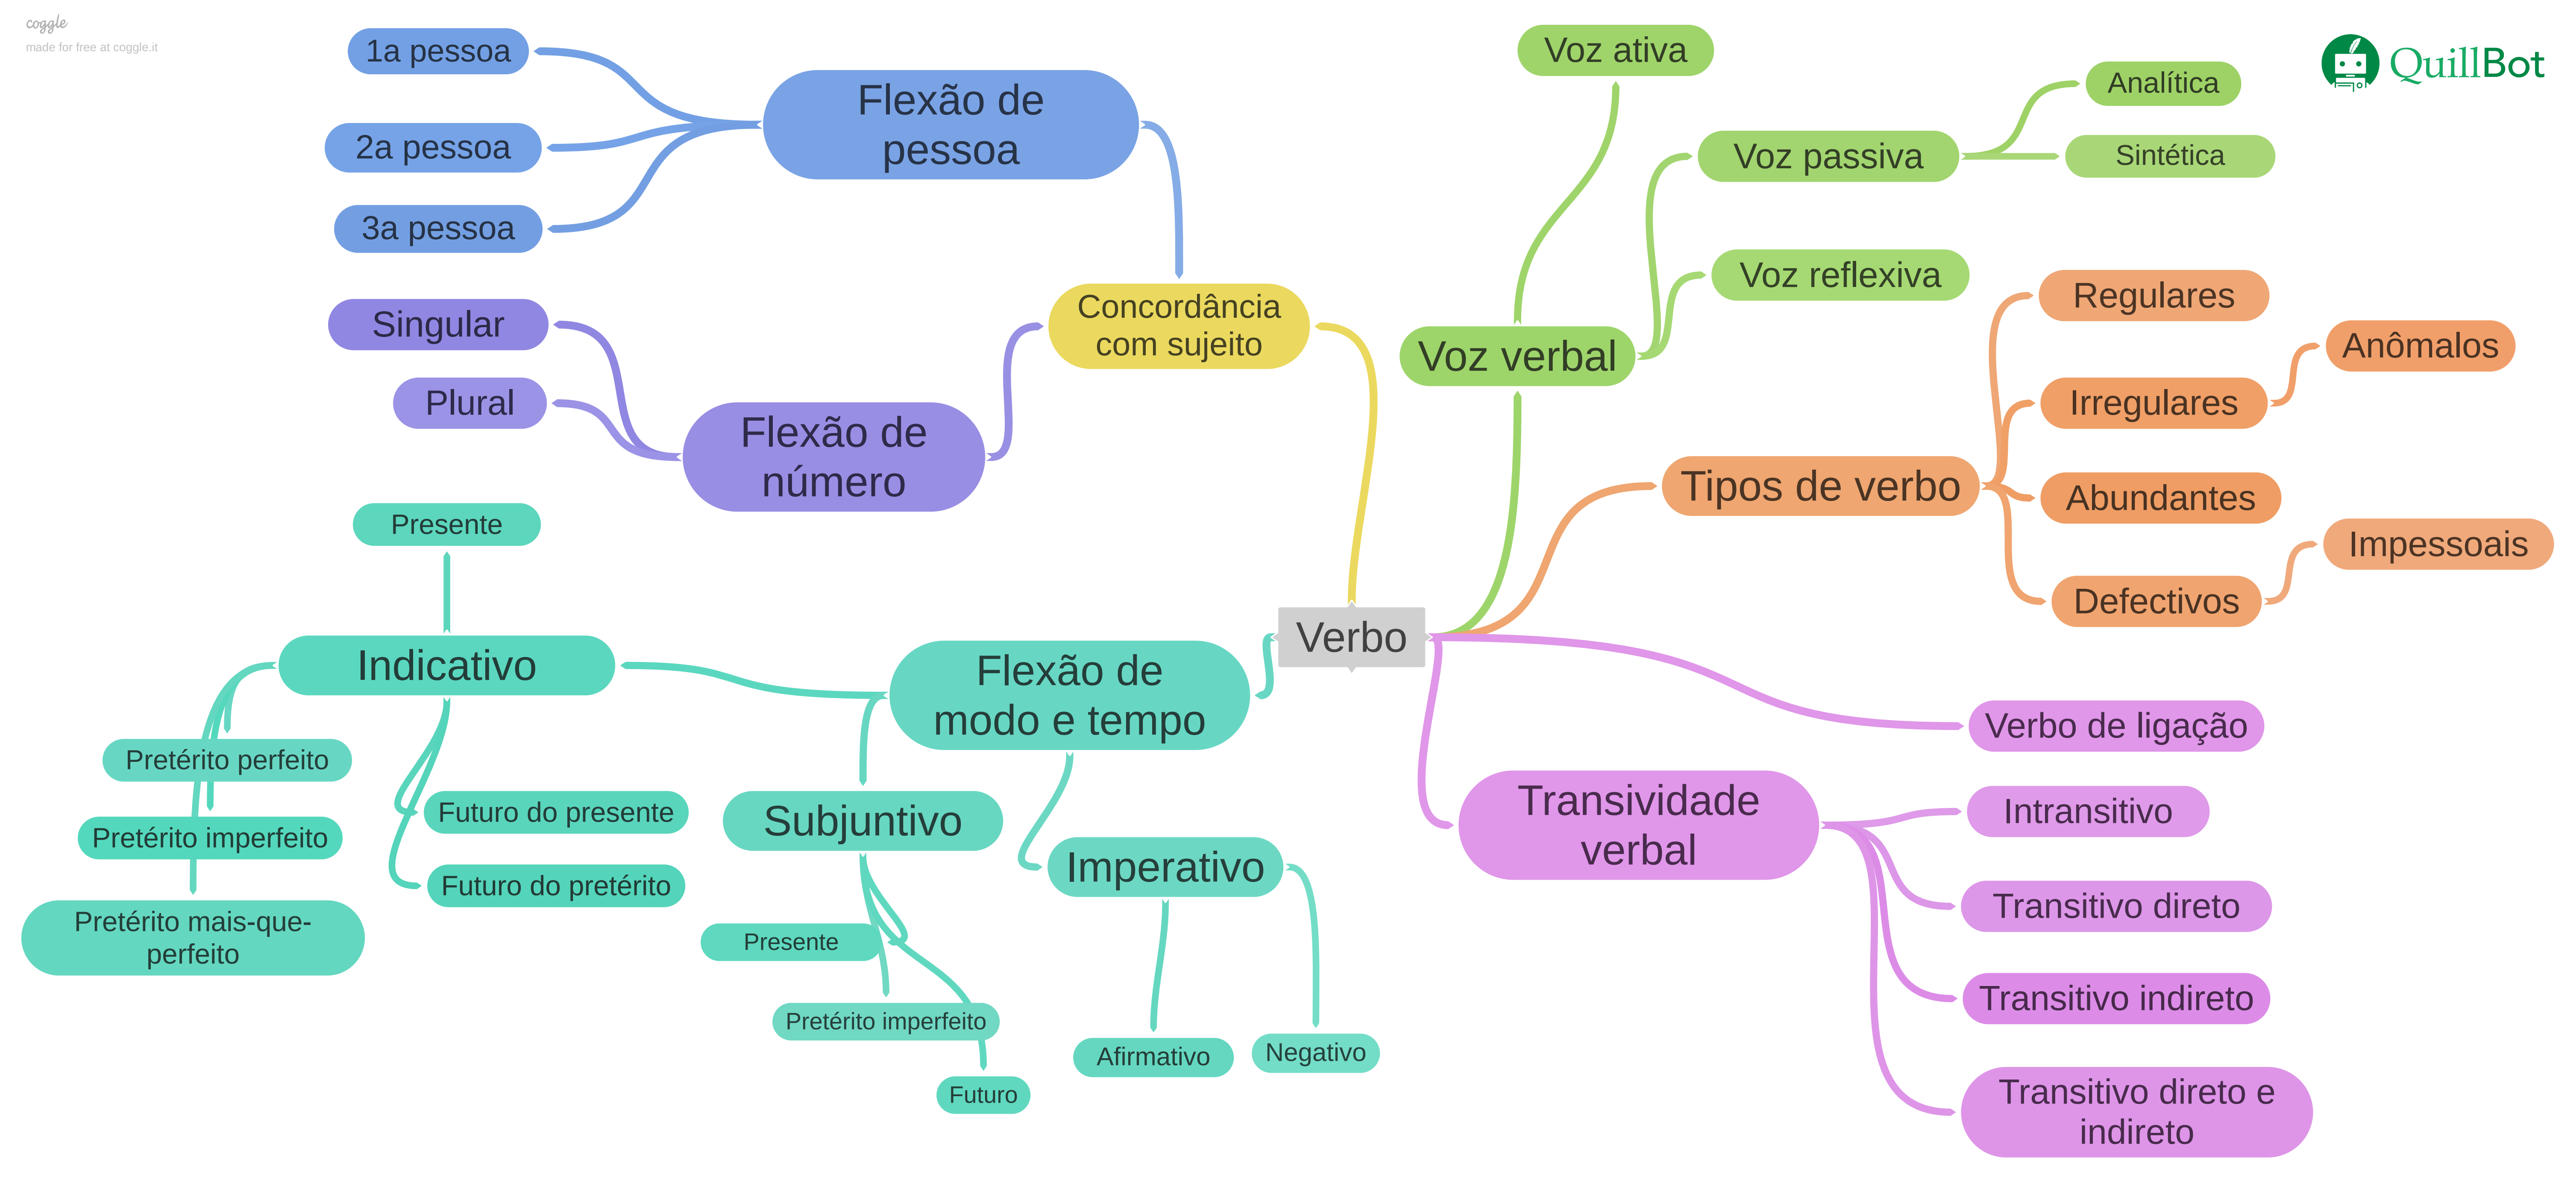 coggle
made for free at coggle.it
QuillBot
Verbo
Concordância
com sujeito
Flexão de
pessoa
1a pessoa
2a pessoa
3a pessoa
Flexão de
número
Singular
Plural
Flexão de
modo e tempo
Indicativo
Presente
Pretérito perfeito
Pretérito imperfeito
Pretérito mais-que-
perfeito
Futuro do presente
Futuro do pretérito
Subjuntivo
Presente
Pretérito imperfeito
Futuro
Imperativo
Afirmativo
Negativo
Voz verbal
Voz ativa
Voz passiva
Analítica
Sintética
Voz reflexiva
Tipos de verbo
Regulares
Irregulares
Anômalos
Abundantes
Defectivos
Impessoais
Verbo de ligação
Transividade
verbal
Intransitivo
Transitivo direto
Transitivo indireto
Transitivo direto e
indireto